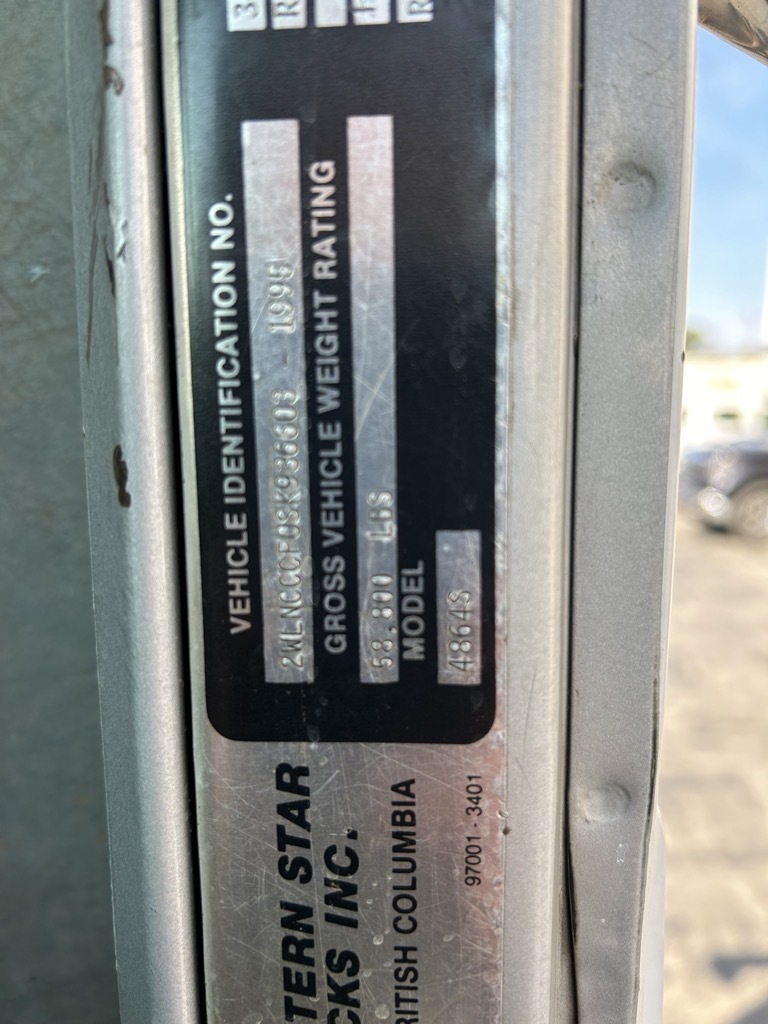 TERN STAR
CKS INC.
RITISH COLUMBIA
97001 - 3401
VEHICLE IDENTIFICATION NO.
2WLNCCCF0SK936603 - 1995
GROSS VEHICLE WEIGHT RATING
58,800 LBS
MODEL
4864S
3
R
R